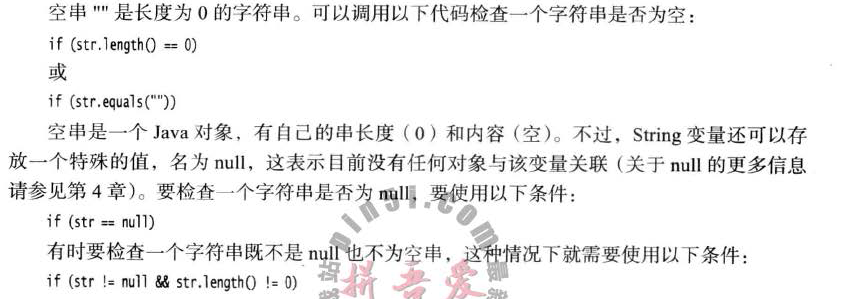 空串 "" 是长度为 0 的字符串。可以调用以下代码检查一个字符串是否为空：
if (str.length() == 0)
或
if (str.equals(""))
空串是一个 Java 对象，有自己的串长度（0）和内容（空）。不过，String 变量还可以存
放一个特殊的值，名为 null，这表示目前没有任何对象与该变量关联（关于 null 的更多信息
请参见第 4 章）。要检查一个字符串是否为 null，要使用以下条件：
if (str == null)
有时要检查一个字符串既不是 null 也不为空串，这种情况下就需要使用以下条件：
if (str != null && str.length() != 0)
pin5i.com
拼吾爱